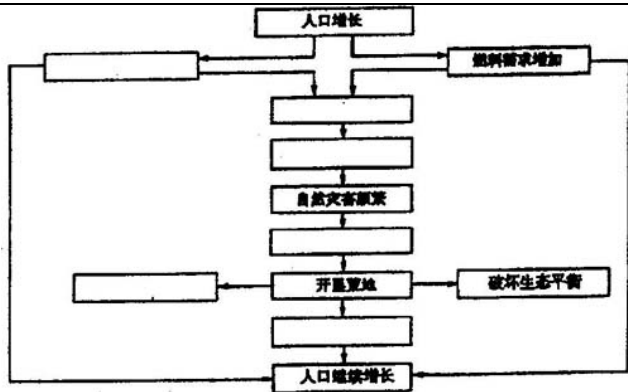 人口增长
燃料需求增加
自然灾害频繁
开垦荒地
破坏生态平衡
人口继续增长